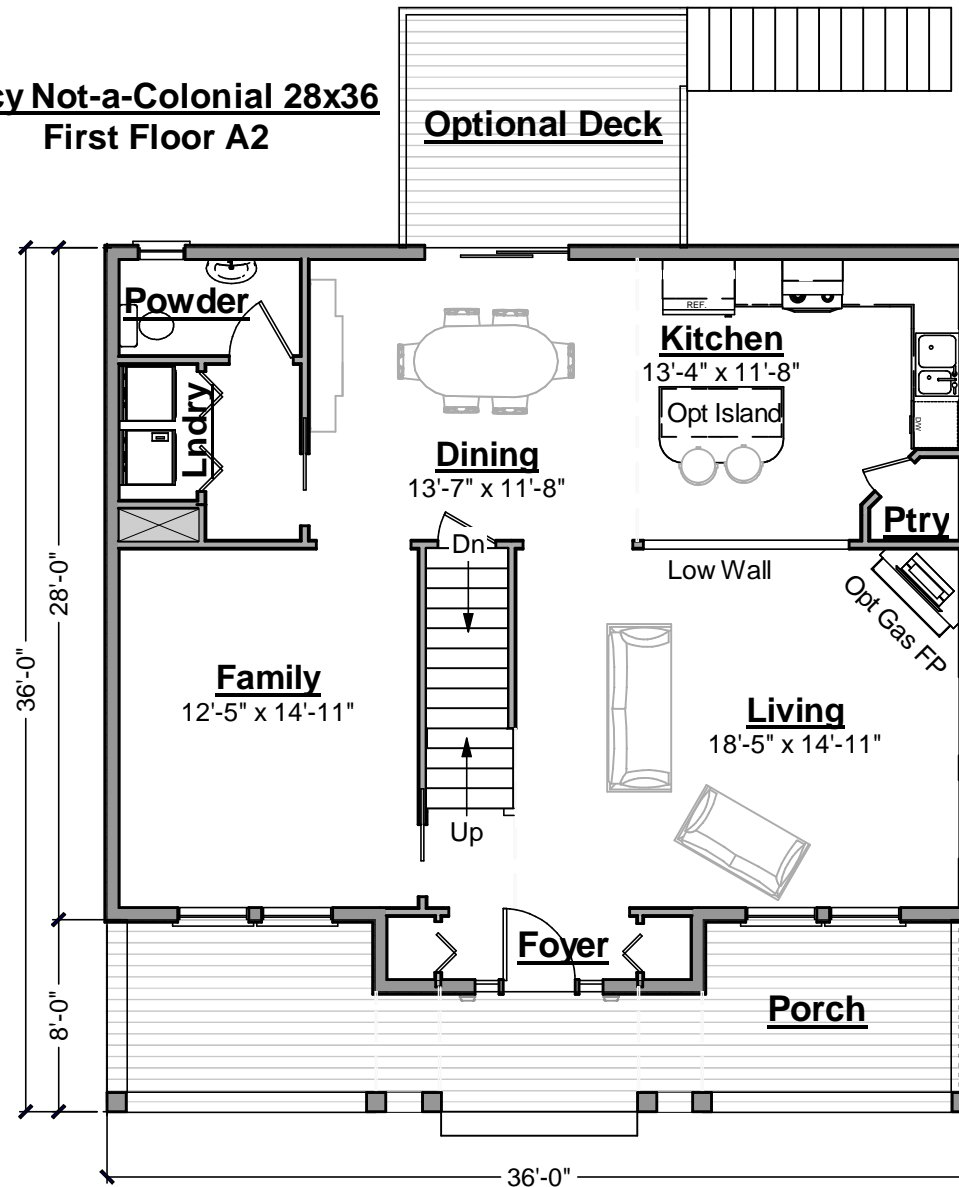 Not-a-Colonial 28x36
First Floor A2
Optional Deck
Powder
REF.
Kitchen
13'-4" x 11'-8"
Opt Island
D/W
Lndry
Dining
13'-7" x 11'-8"
Ptry
Dn
Low Wall
Opt Gas FP
28'-0"
36'-0"
Family
12'-5" x 14'-11"
Living
18'-5" x 14'-11"
Up
Foyer
8'-0"
Porch
36'-0"